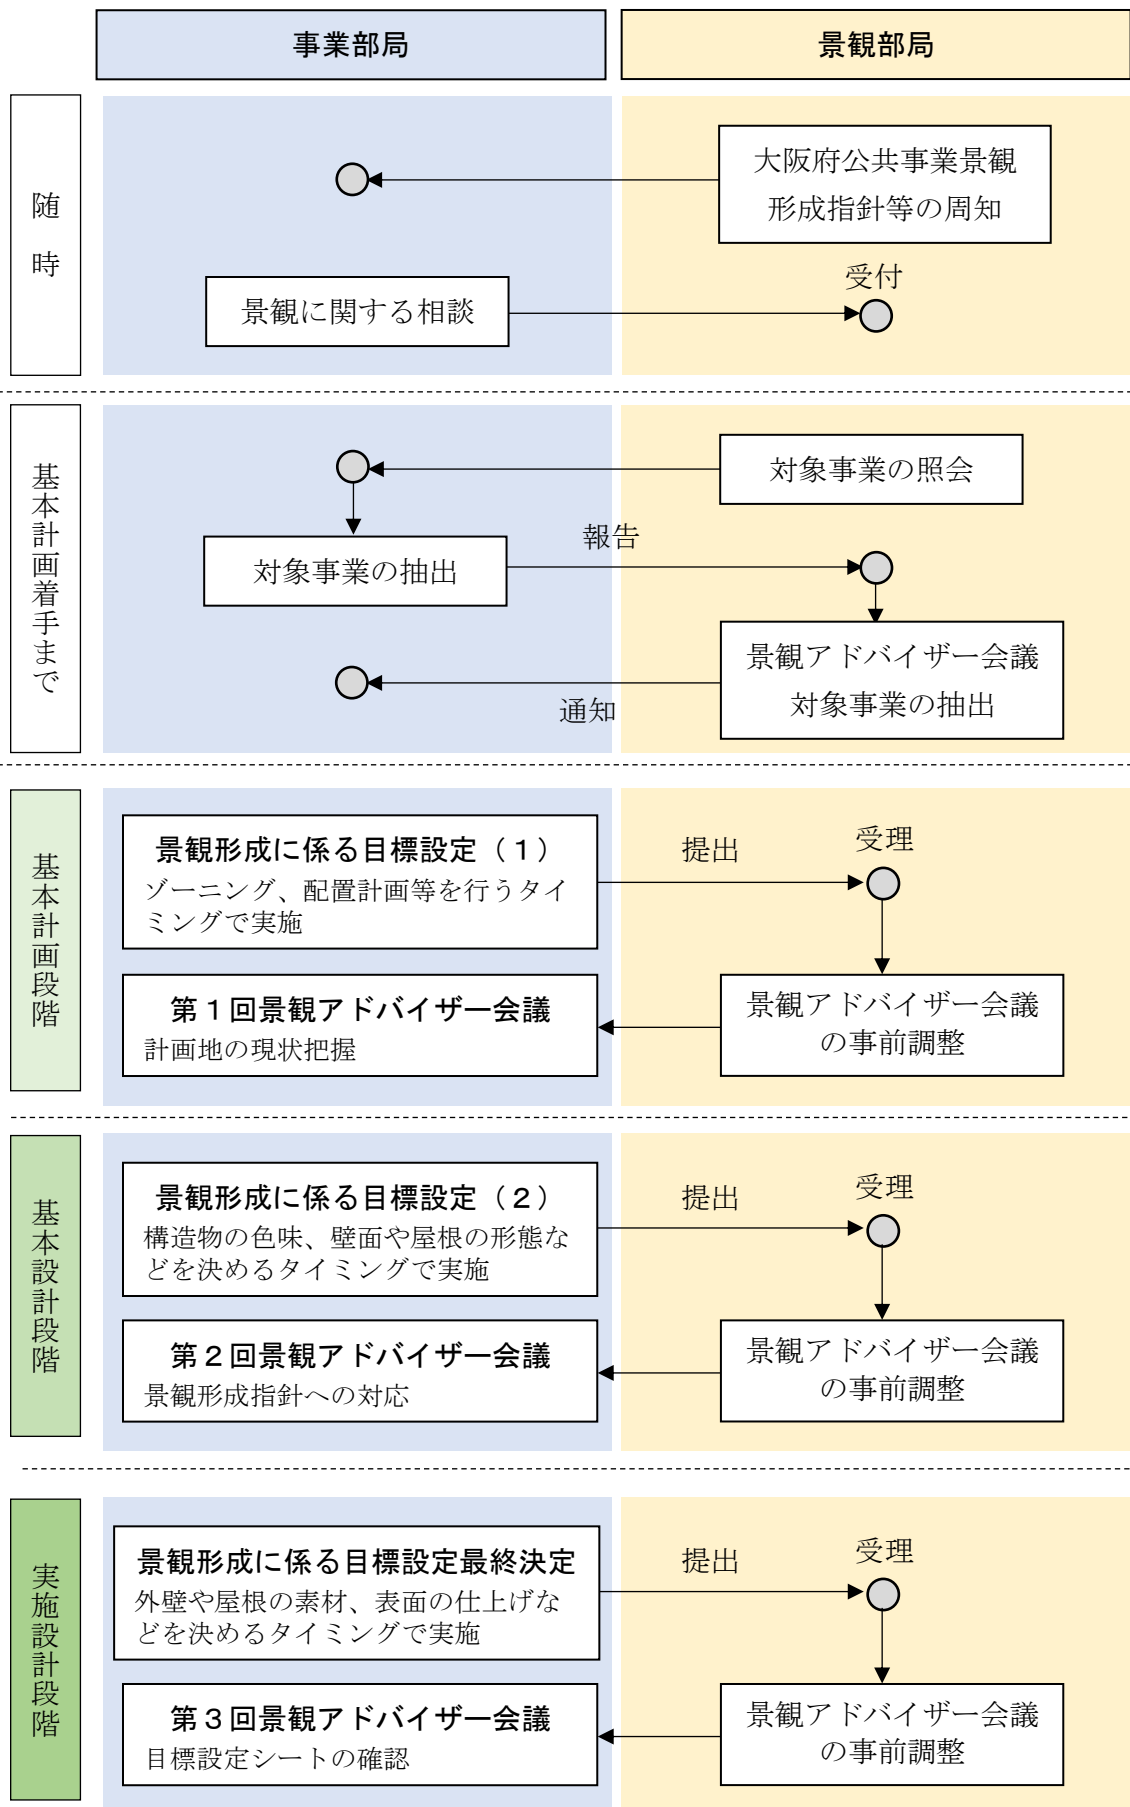 事業部局
景観部局
随時
大阪府公共事業景観
形成指針等の周知
受付
景観に関する相談
基本計画着手まで
対象事業の照会
報告
対象事業の抽出
景観アドバイザー会議
対象事業の抽出
通知
基本計画段階
景観形成に係る目標設定（１）
ゾーニング、配置計画等を行うタイ
ミングで実施
提出
受理
第１回景観アドバイザー会議
計画地の現状把握
景観アドバイザー会議
の事前調整
基本設計段階
景観形成に係る目標設定（２）
構造物の色味、壁面や屋根の形態な
どを決めるタイミングで実施
提出
受理
第２回景観アドバイザー会議
景観形成指針への対応
景観アドバイザー会議
の事前調整
実施設計段階
景観形成に係る目標設定最終決定
外壁や屋根の素材、表面の仕上げな
どを決めるタイミングで実施
提出
受理
第３回景観アドバイザー会議
目標設定シートの確認
景観アドバイザー会議
の事前調整